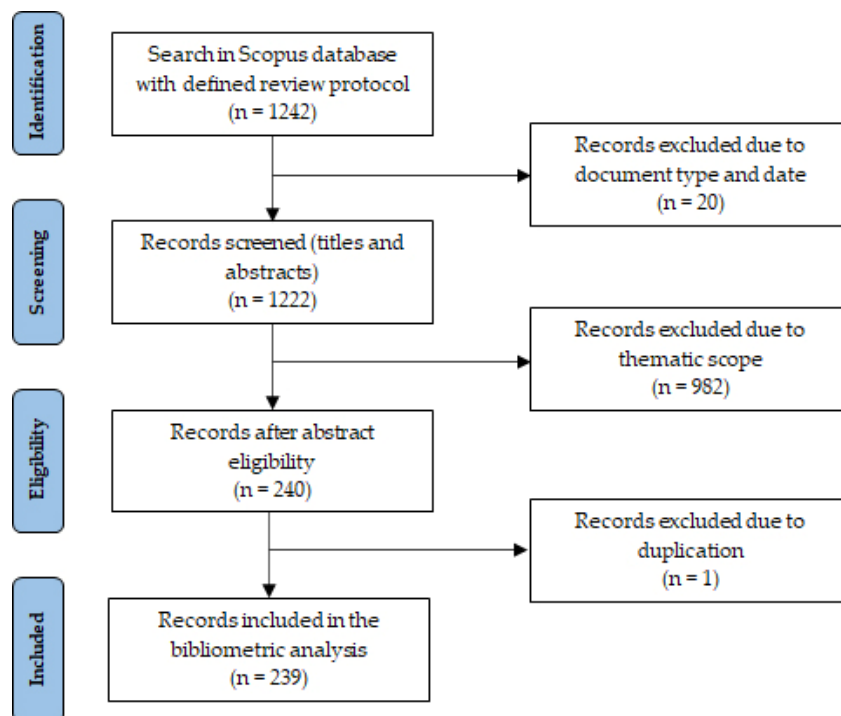 Identification
Search in Scopus database
with defined review protocol
(n = 1242)
Records excluded due to
document type and date
(n = 20)
Screening
Records screened (titles and
abstracts)
(n = 1222)
Records excluded due to
thematic scope
(n = 982)
Eligibility
Records after abstract
eligibility
(n = 240)
Records excluded due to
duplication
(n = 1)
Included
Records included in the
bibliometric analysis
(n = 239)